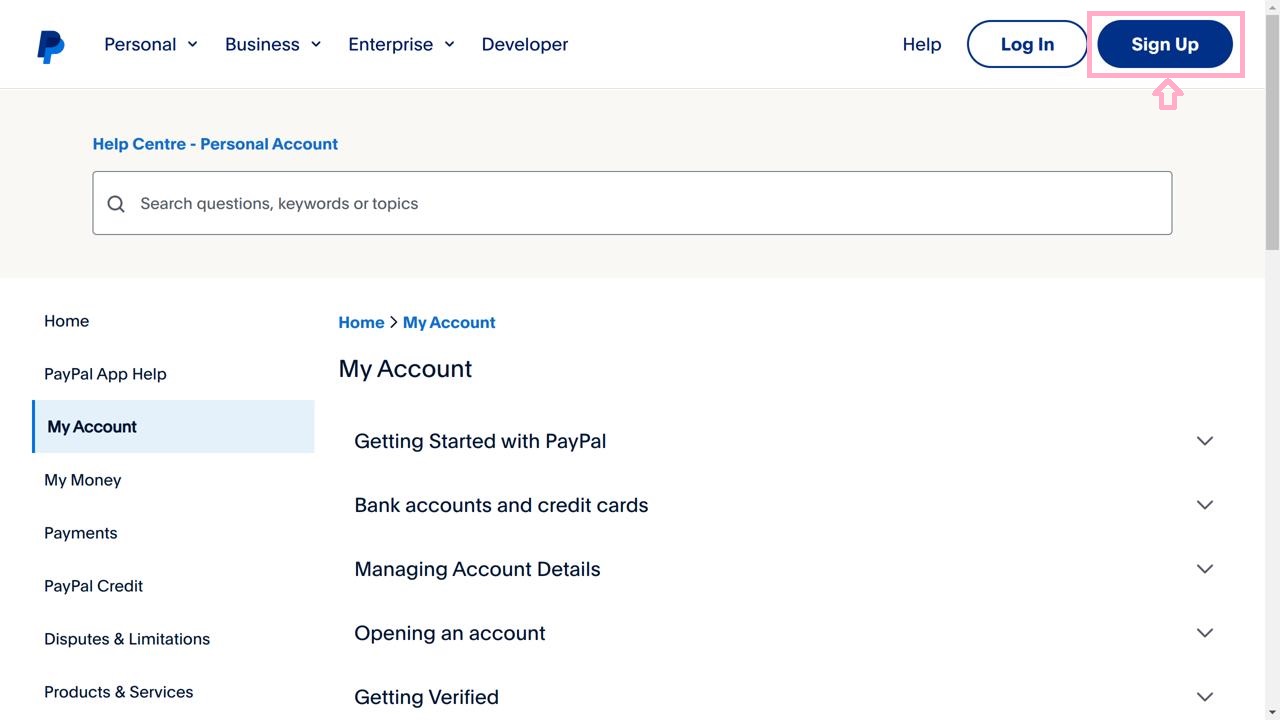 Personal Business Enterprise Developer Help Log In Sign Up
Help Centre - Personal Account
Search questions, keywords or topics
Home
PayPal App Help
My Account
My Money
Payments
PayPal Credit
Disputes & Limitations
Products & Services
Home > My Account
My Account
Getting Started with PayPal
Bank accounts and credit cards
Managing Account Details
Opening an account
Getting Verified